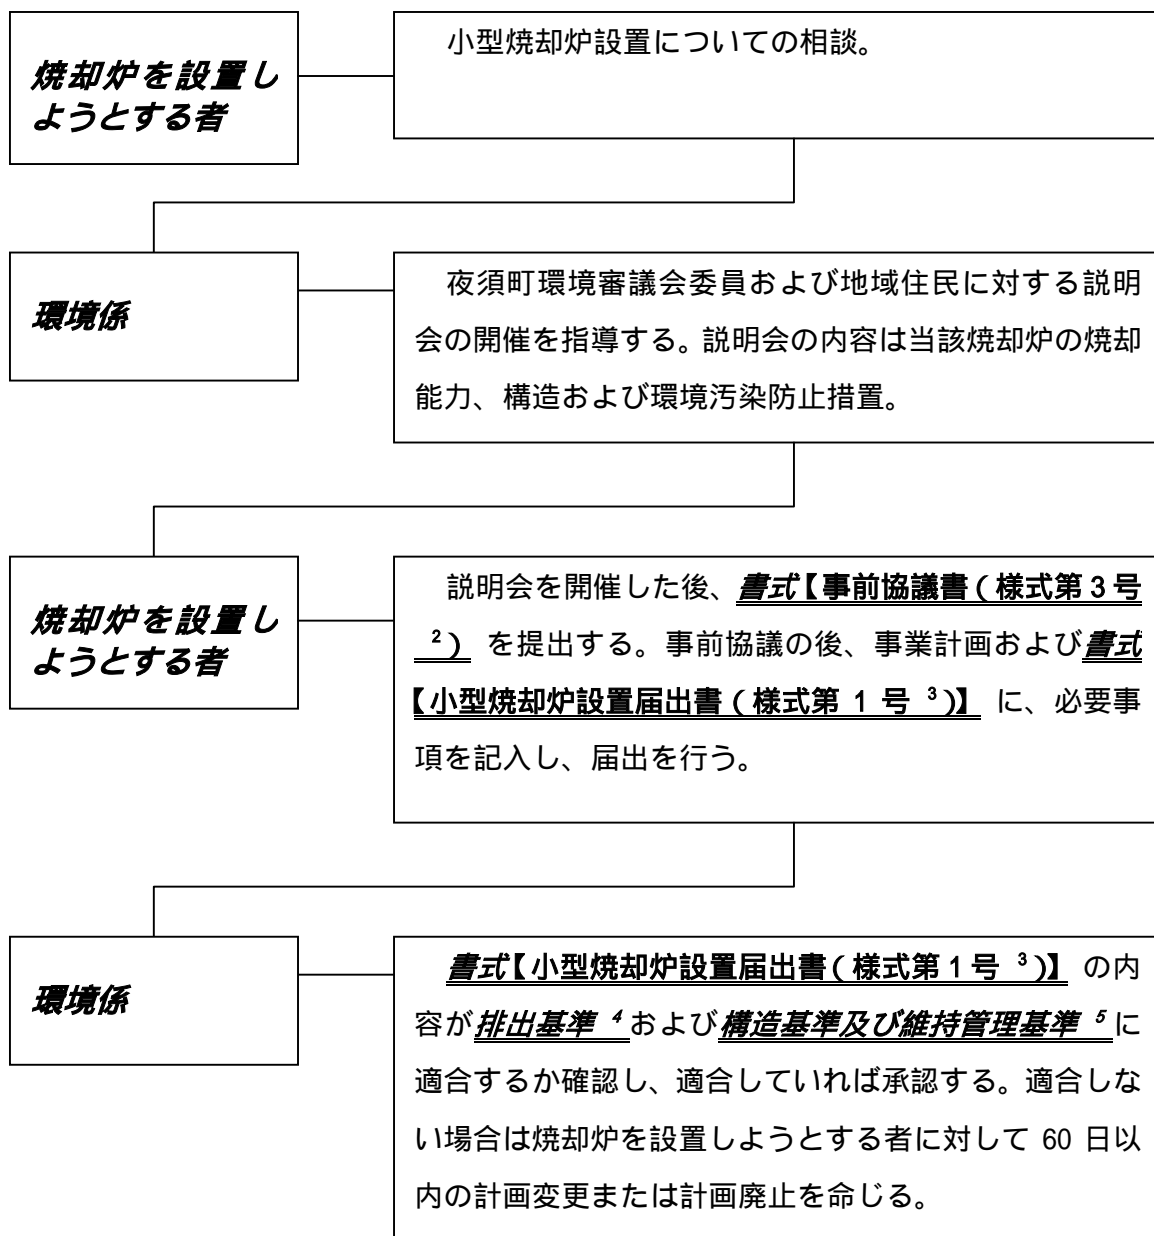 焼却炉を設置し
ようとする者
小型焼却炉設置についての相談。
環境係
夜須町環境審議会委員および地域住民に対する説明
会の開催を指導する。説明会の内容は当該焼却炉の焼却
能力、構造および環境汚染防止措置。
焼却炉を設置し
ようとする者
説明会を開催した後、書式【事前協議書(様式第3号
2)を提出する。事前協議の後、事業計画および書式
【小型焼却炉設置届出書(様式第 1 号 3)】に、必要事
項を記入し、届出を行う。
環境係
書式【小型焼却炉設置届出書(様式第1号 3)】の内
容が排出基準 4および構造基準及び維持管理基準 5に
適合するか確認し、適合していれば承認する。適合しな
い場合は焼却炉を設置しようとする者に対して 60 日以
内の計画変更または計画廃止を命じる。